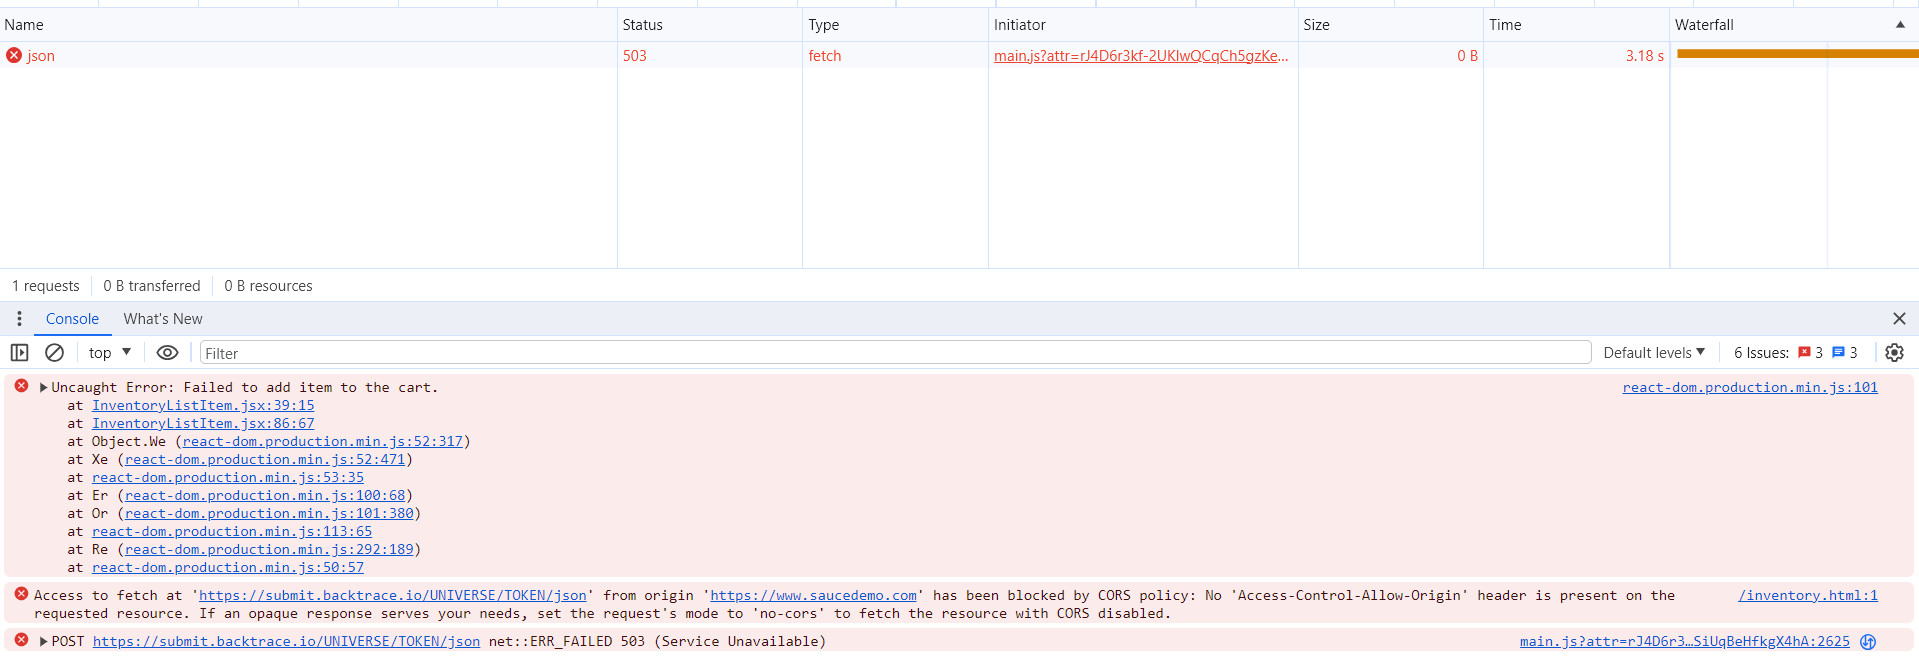 Name Status Type Initiator Size Time Waterfall
json 503 fetch main.js?attr=rJ4D6r3kf-2UKlwQCqCh5gzKe... 0 B 3.18 s
1 requests 0 B transferred 0 B resources
Console What's New
top Filter Default levels 6 Issues: 3 3
Uncaught Error: Failed to add item to the cart. react-dom.production.min.js:101
at InventoryListItem.jsx:39:15
at InventoryListItem.jsx:86:67
at Object.We (react-dom.production.min.js:52:317)
at Xe (react-dom.production.min.js:52:471)
at react-dom.production.min.js:53:35
at Er (react-dom.production.min.js:100:68)
at Or (react-dom.production.min.js:101:380)
at react-dom.production.min.js:113:65
at Re (react-dom.production.min.js:292:189)
at react-dom.production.min.js:50:57
Access to fetch at 'https://submit.backtrace.io/UNIVERSE/TOKEN/json' from origin 'https://www.saucedemo.com' has been blocked by CORS policy: No 'Access-Control-Allow-Origin' header is present on the /inventory.html:1
requested resource. If an opaque response serves your needs, set the request's mode to 'no-cors' to fetch the resource with CORS disabled.
POST https://submit.backtrace.io/UNIVERSE/TOKEN/json net::ERR_FAILED 503 (Service Unavailable) main.js?attr=rJ4D6r3…SiUqBeHfkgX4hA:2625